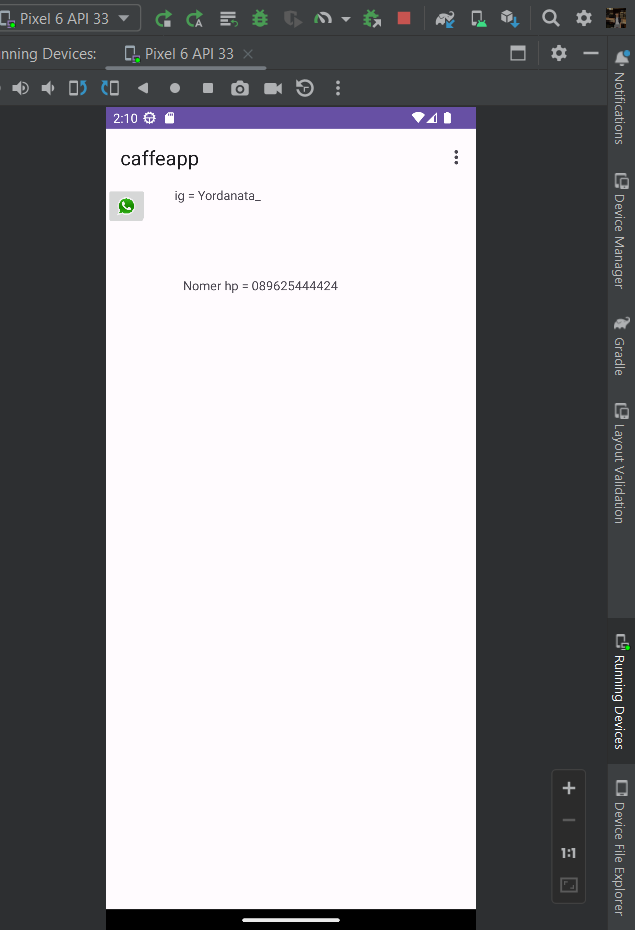 Pixel 6 API 33
nning Devices:
Pixel 6 API 33
2:10
caffeapp
ig = Yordanata_
Nomer hp = 089625444424
1:1
Notifications
Device Manager
Gradle
Layout Validation
Running Devices
Device File Explorer